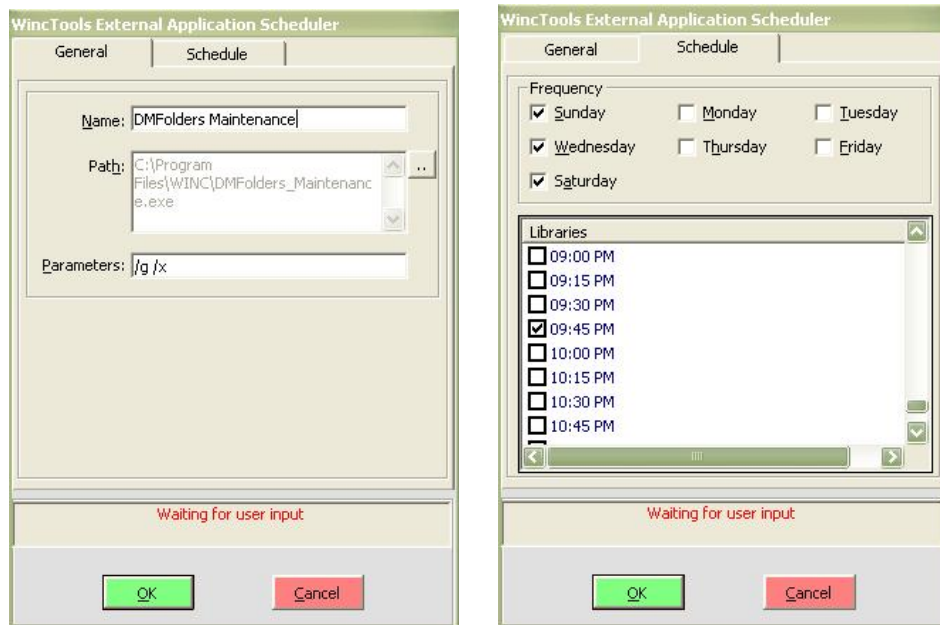 WincTools External Application Scheduler
General Schedule
Name: DMFolders Maintenance
Path: C:\Program
Files\WINC\DMFolders_Maintenanc
e.exe
..
Parameters: /g /x
Waiting for user input
OK Cancel
WincTools External Application Scheduler
General Schedule
Frequency
Sunday Monday Tuesday
Wednesday Thursday Friday
Saturday
Libraries
09:00 PM
09:15 PM
09:30 PM
09:45 PM
10:00 PM
10:15 PM
10:30 PM
10:45 PM
Waiting for user input
OK Cancel